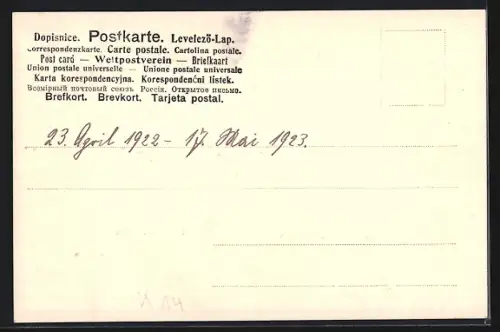 Dopisnice. Postkarte. Levelező-Lap.
Correspondenzkarte. Carte postale. Cartolina postale.
Post card — Weltpostverein — Briefkaart
Union postale universelle — Unione postale universale
Karta korespondencyjna. Korespondenční lístek.
Всемірный почтовый союзъ. Россія. Открытое письмо.
Brefkort. Brevkort. Tarjeta postal.
23. April 1922 – 17. Mai 1923.